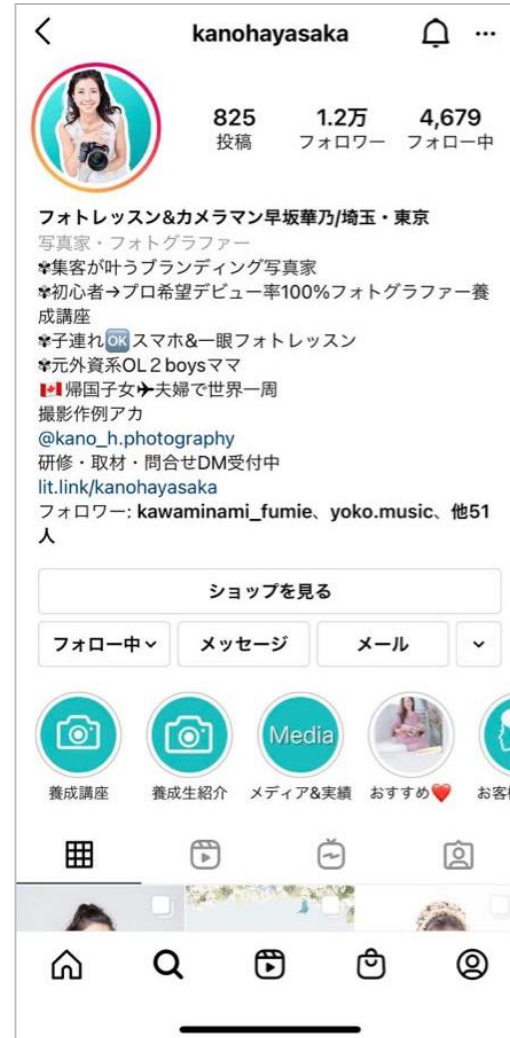 kanohayasaka
825
1.2万
4,679
投稿
フォロワー
フォロー中
フォトレッスン&カメラマン早坂華乃/埼玉・東京
写真家・フォトグラファー
✾集客が叶うブランディング写真家
✾初心者→プロ希望デビュー率100%フォトグラファー養
成講座
✾子連れ🆗スマホ&一眼フォトレッスン
✾元外資系OL２boysママ
🇨🇦帰国子女✈夫婦で世界一周
撮影作例アカ
@kano_h.photography
研修・取材・問合せDM受付中
lit.link/kanohayasaka
フォロワー: kawaminami_fumie、yoko.music、他51
人
ショップを見る
フォロー中
メッセージ
メール
Media
養成講座
養成生紹介
メディア&実績
おすすめ❤️
お客